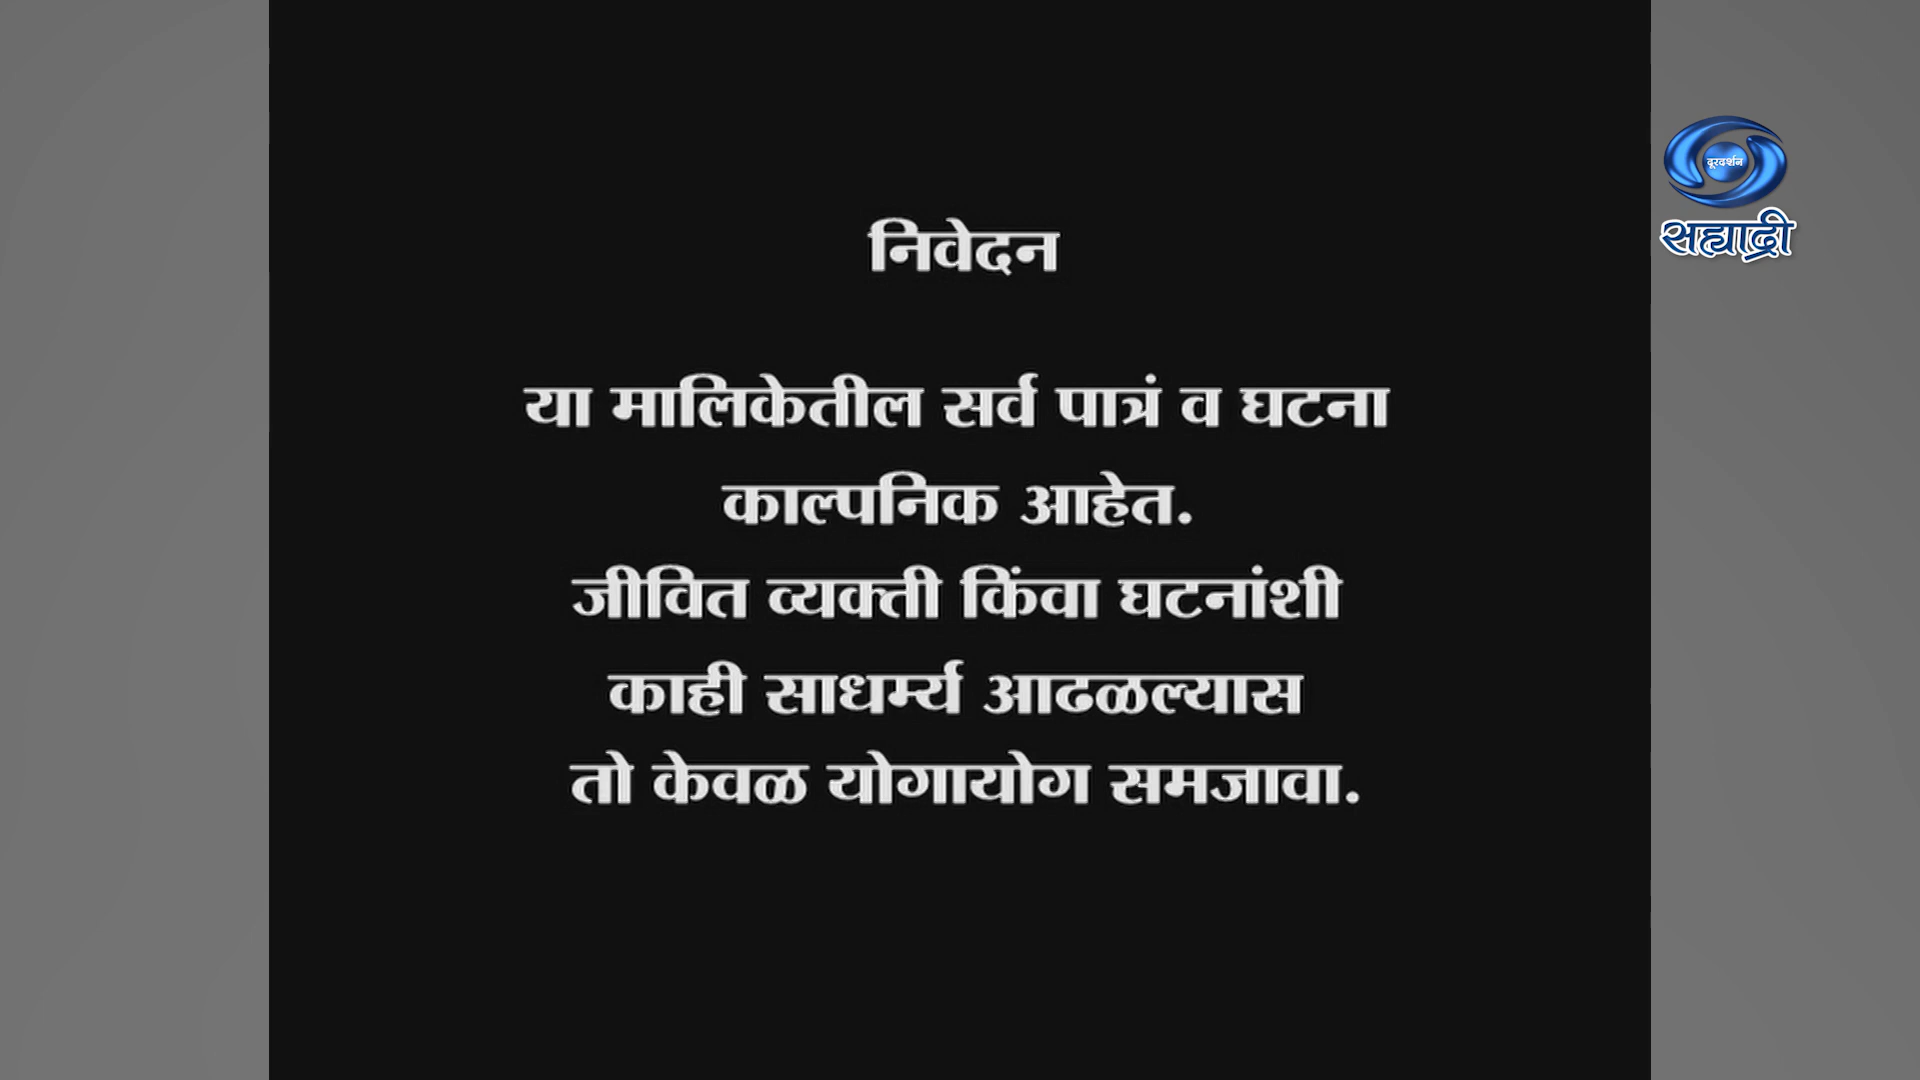 दूरदर्शन
सह्याद्री
निवेदन
या मालिकेतील सर्व पात्रं व घटना
काल्पनिक आहेत.
जीवित व्यक्ती किंवा घटनांशी
काही साधर्म्य आढळल्यास
तो केवळ योगायोग समजावा.